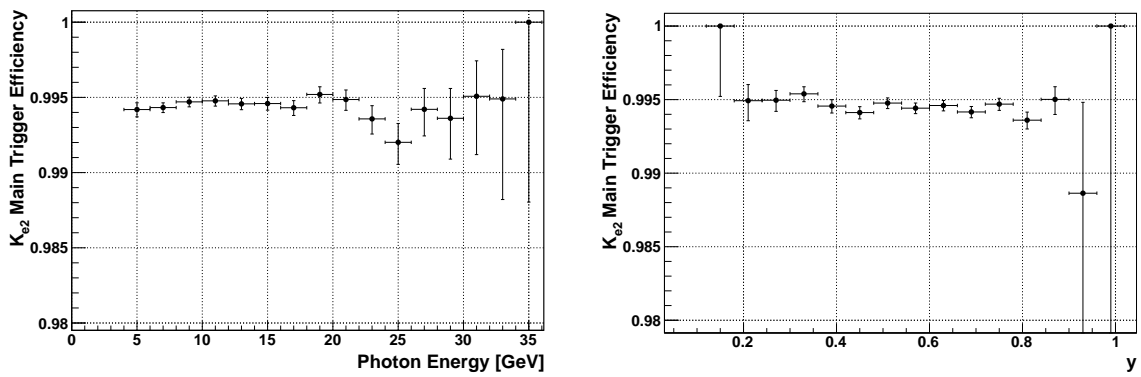 K_e2 Main Trigger Efficiency
1
0.995
0.99
0.985
0.98
0 5 10 15 20 25 30 35
Photon Energy [GeV]
K_e2 Main Trigger Efficiency
1
0.995
0.99
0.985
0.98
0.2 0.4 0.6 0.8 1
y